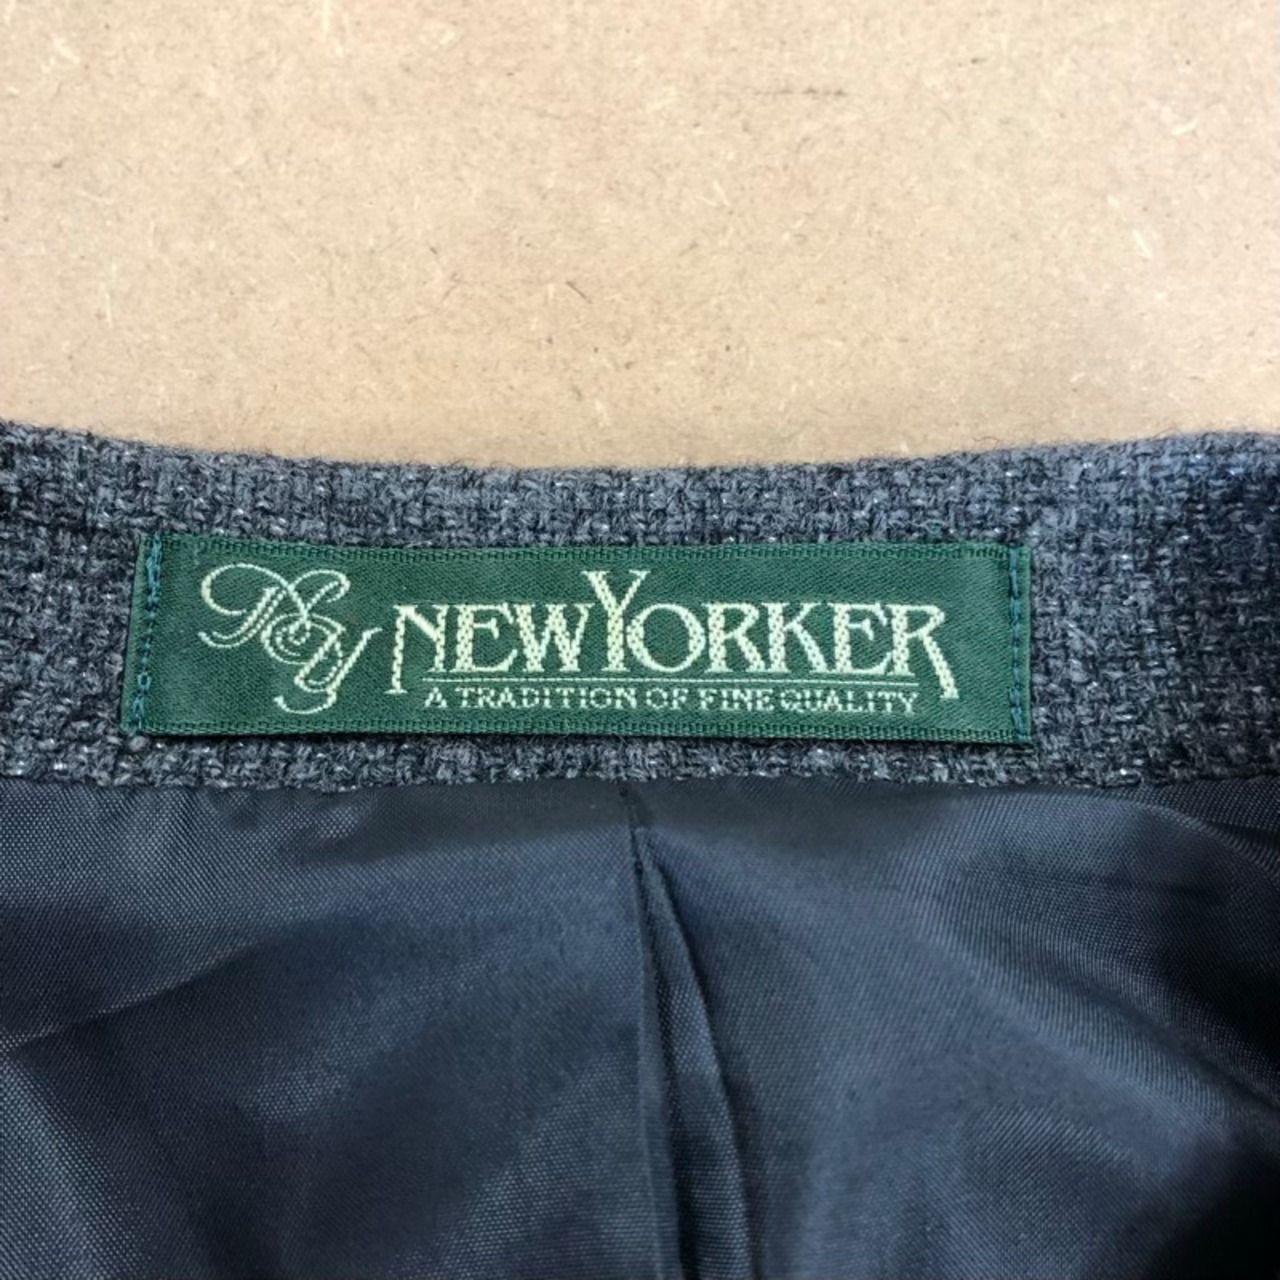 NY NEWYORKER
A TRADITION OF FINE QUALITY